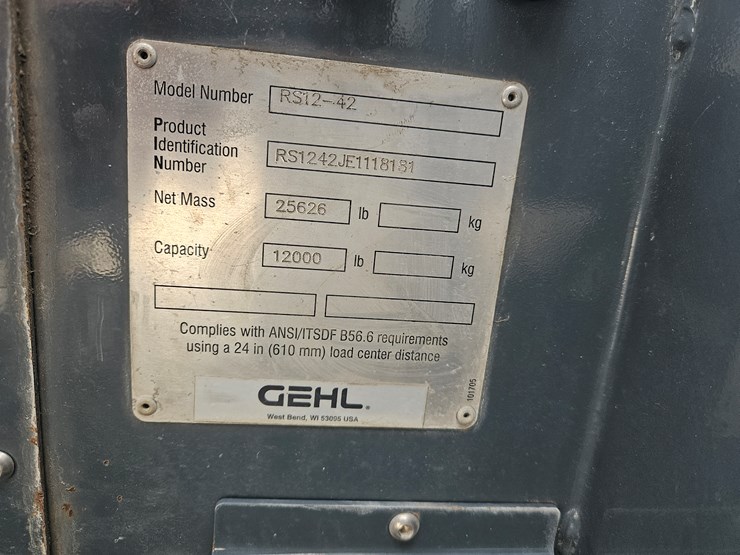 Model Number RS12-42
Product
Identification
Number RS1242JE1118181
Net Mass 25626 lb kg
Capacity 12000 lb kg
Complies with ANSI/ITSDF B56.6 requirements
using a 24 in (610 mm) load center distance
GEHL®
West Bend, WI 53095 USA
101705